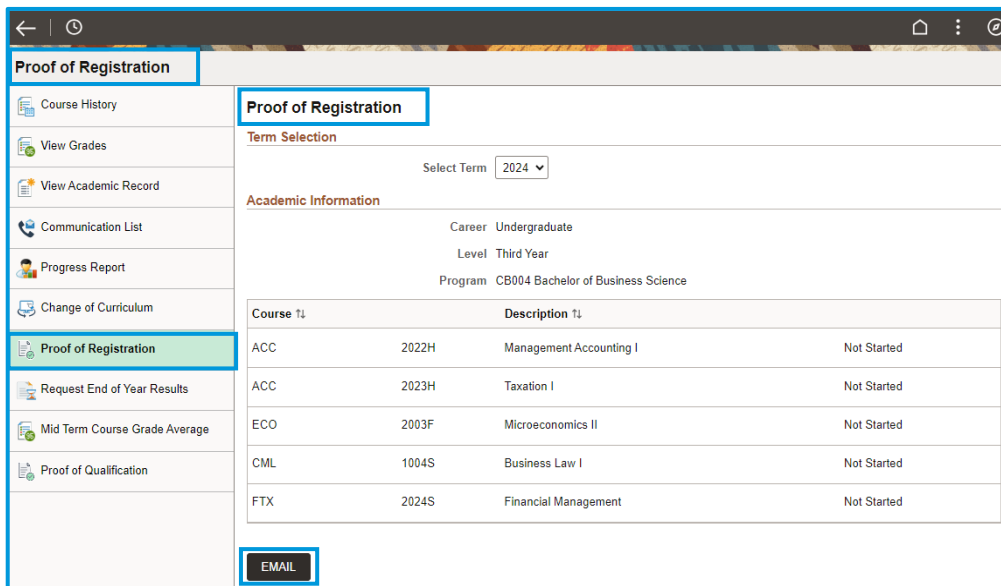 Proof of Registration
Course History
View Grades
View Academic Record
Communication List
Progress Report
Change of Curriculum
Proof of Registration
Request End of Year Results
Mid Term Course Grade Average
Proof of Qualification
Proof of Registration
Term Selection
Select Term 2024
Academic Information
Career Undergraduate
Level Third Year
Program CB004 Bachelor of Business Science
Course Description
ACC 2022H Management Accounting I Not Started
ACC 2023H Taxation I Not Started
ECO 2003F Microeconomics II Not Started
CML 1004S Business Law I Not Started
FTX 2024S Financial Management Not Started
EMAIL